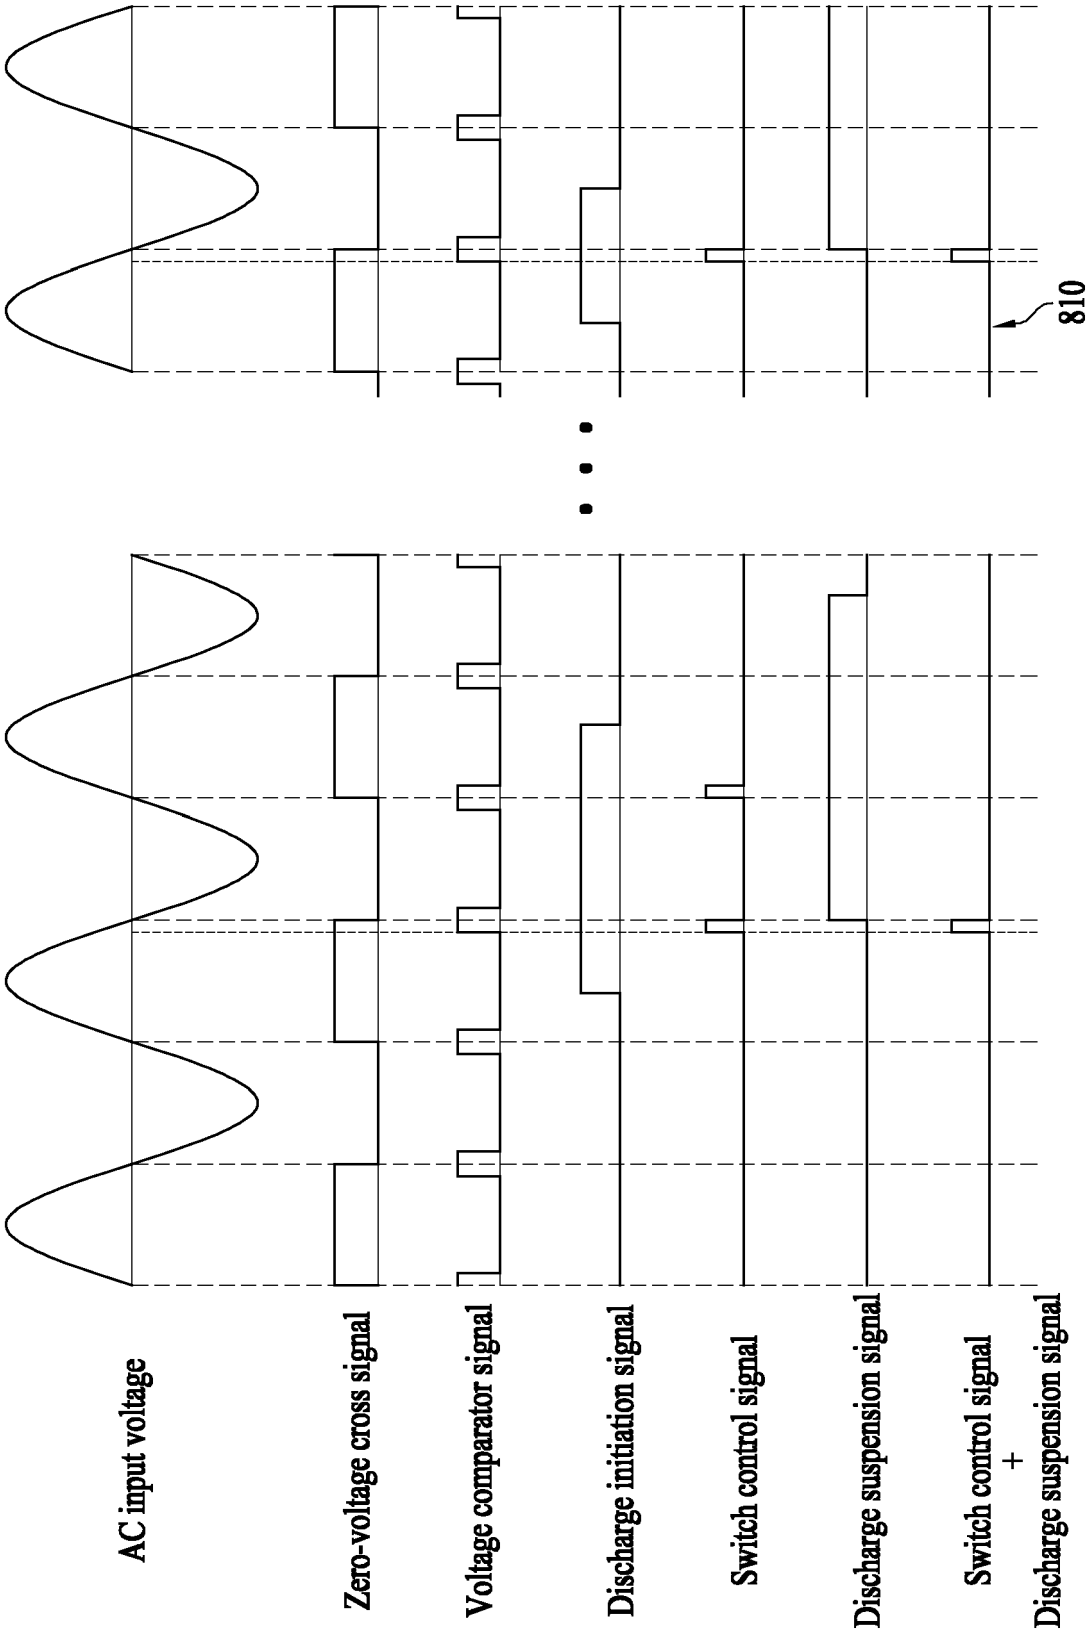 AC input voltage
Zero-voltage cross signal
Voltage comparator signal
Discharge initiation signal
Switch control signal
Discharge suspension signal
Switch control signal
+
Discharge suspension signal
810